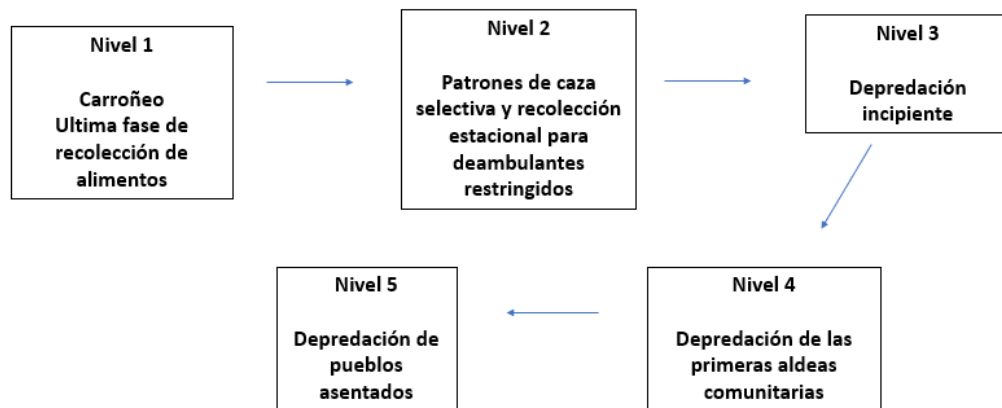 Nivel 1
Carroñeo
Ultima fase de
recolección de
alimentos
Nivel 2
Patrones de caza
selectiva y recolección
estacional para
deambulantes
restringidos
Nivel 3
Depredación
incipiente
Nivel 4
Depredación de las
primeras aldeas
comunitarias
Nivel 5
Depredación de
pueblos
asentados